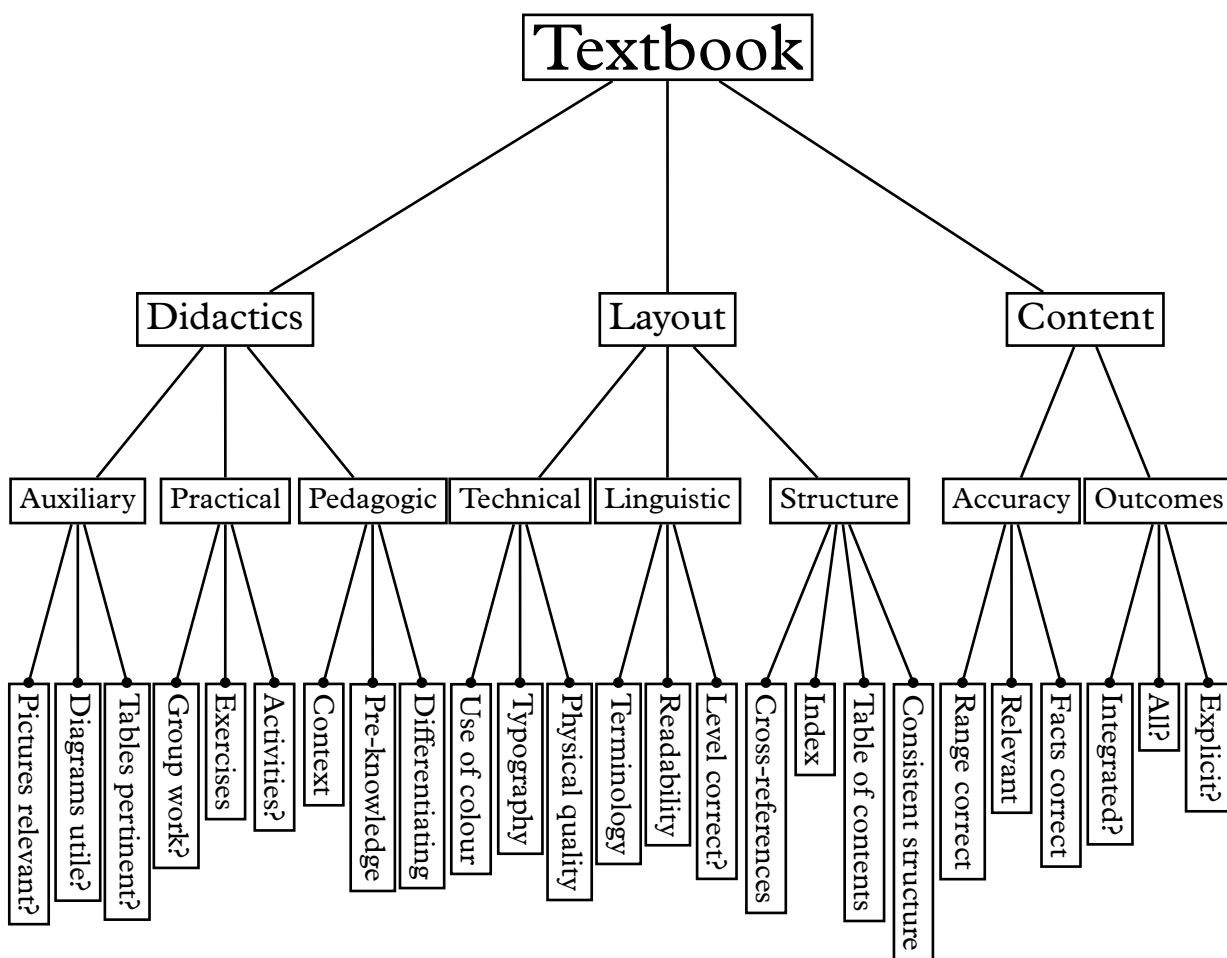 Textbook
Didactics
Layout
Content
Auxiliary
Practical
Pedagogic
Technical
Linguistic
Structure
Accuracy
Outcomes
Pictures relevant?
Diagrams utile?
Tables pertinent?
Group work?
Exercises
Activities?
Context
Pre-knowledge
Differentiating
Use of colour
Typography
Physical quality
Terminology
Readability
Level correct?
Cross-references
Index
Table of contents
Consistent structure
Range correct
Relevant
Facts correct
Integrated?
All?
Explicit?